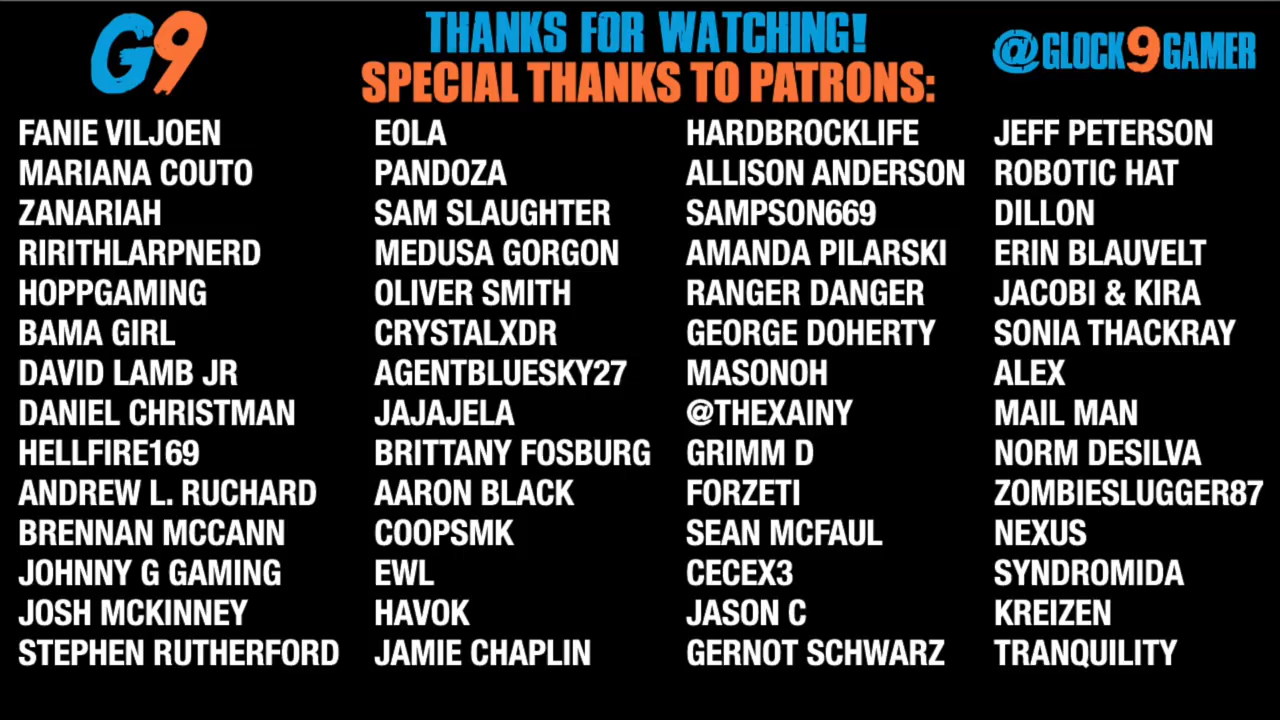 G9
THANKS FOR WATCHING!
SPECIAL THANKS TO PATRONS:
@GLOCK9GAMER
FANIE VILJOEN
MARIANA COUTO
ZANARIAH
RIRITHLARPNERD
HOPPGAMING
BAMA GIRL
DAVID LAMB JR
DANIEL CHRISTMAN
HELLFIRE169
ANDREW L. RUCHARD
BRENNAN MCCANN
JOHNNY G GAMING
JOSH MCKINNEY
STEPHEN RUTHERFORD
EOLA
PANDOZA
SAM SLAUGHTER
MEDUSA GORGON
OLIVER SMITH
CRYSTALXDR
AGENTBLUESKY27
JAJAJELA
BRITTANY FOSBURG
AARON BLACK
COOPSMK
EWL
HAVOK
JAMIE CHAPLIN
HARDBROCKLIFE
ALLISON ANDERSON
SAMPSON669
AMANDA PILARSKI
RANGER DANGER
GEORGE DOHERTY
MASONOH
@THEXAINY
GRIMM D
FORZETI
SEAN MCFAUL
CECEX3
JASON C
GERNOT SCHWARZ
JEFF PETERSON
ROBOTIC HAT
DILLON
ERIN BLAUVELT
JACOBI & KIRA
SONIA THACKRAY
ALEX
MAIL MAN
NORM DESILVA
ZOMBIESLUGGER87
NEXUS
SYNDROMIDA
KREIZEN
TRANQUILITY